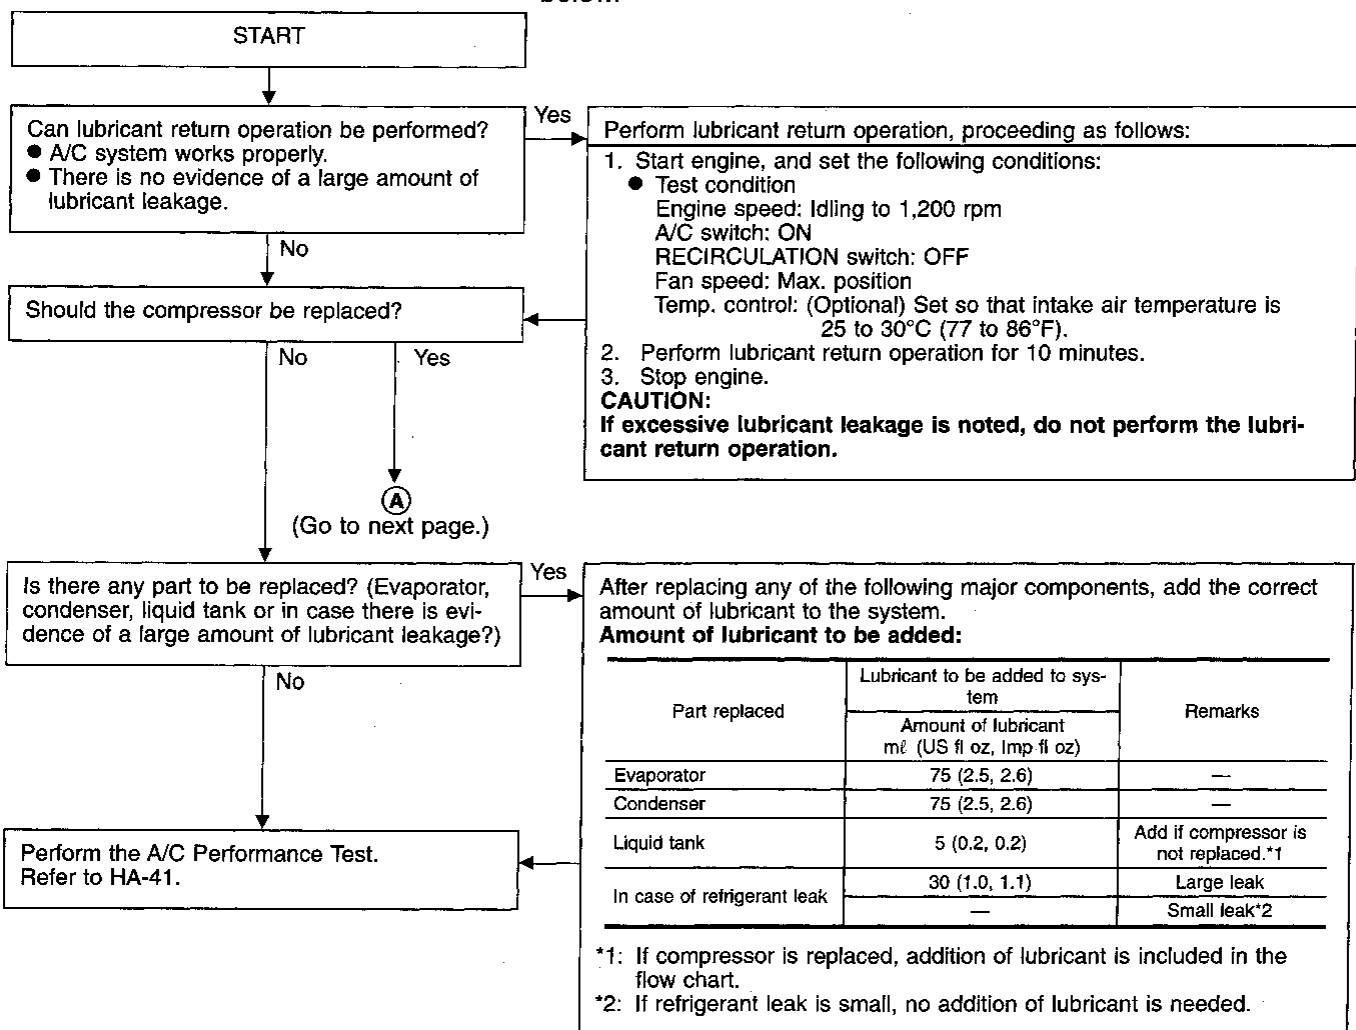 START
Can lubricant return operation be performed?
● A/C system works properly.
● There is no evidence of a large amount of
lubricant leakage.
Yes
No
Perform lubricant return operation, proceeding as follows:
1. Start engine, and set the following conditions:
● Test condition
Engine speed: Idling to 1,200 rpm
A/C switch: ON
RECIRCULATION switch: OFF
Fan speed: Max. position
Temp. control: (Optional) Set so that intake air temperature is
25 to 30°C (77 to 86°F).
2. Perform lubricant return operation for 10 minutes.
3. Stop engine.
CAUTION:
If excessive lubricant leakage is noted, do not perform the lubri-
cant return operation.
Should the compressor be replaced?
No
Yes
A
(Go to next page.)
Is there any part to be replaced? (Evaporator,
condenser, liquid tank or in case there is evi-
dence of a large amount of lubricant leakage?)
Yes
No
After replacing any of the following major components, add the correct
amount of lubricant to the system.
Amount of lubricant to be added:
Part replaced
Lubricant to be added to sys-
tem
Amount of lubricant
mℓ (US fl oz, Imp fl oz)
Remarks
Evaporator 75 (2.5, 2.6) —
Condenser 75 (2.5, 2.6) —
Liquid tank 5 (0.2, 0.2) Add if compressor is
not replaced.*1
In case of refrigerant leak 30 (1.0, 1.1) Large leak
— Small leak*2
*1: If compressor is replaced, addition of lubricant is included in the
flow chart.
*2: If refrigerant leak is small, no addition of lubricant is needed.
Perform the A/C Performance Test.
Refer to HA-41.